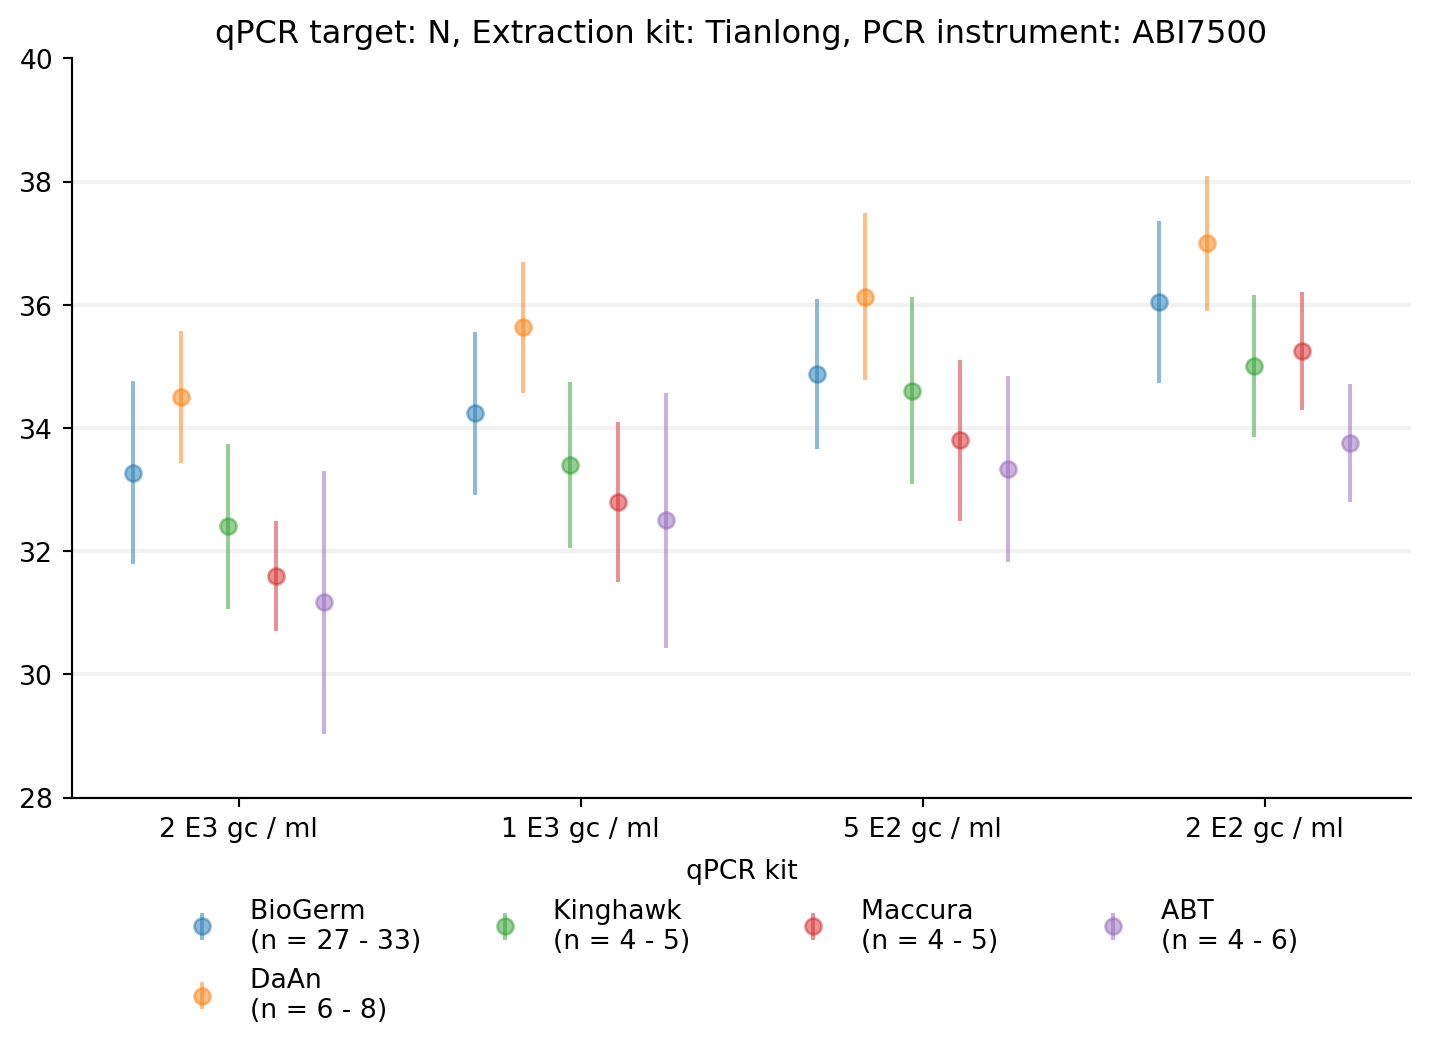 qPCR target: N, Extraction kit: Tianlong, PCR instrument: ABI7500
40
38
36
34
32
30
28
2 E3 gc / ml
1 E3 gc / ml
5 E2 gc / ml
2 E2 gc / ml
qPCR kit
BioGerm
(n = 27 - 33)
DaAn
(n = 6 - 8)
Kinghawk
(n = 4 - 5)
Maccura
(n = 4 - 5)
ABT
(n = 4 - 6)